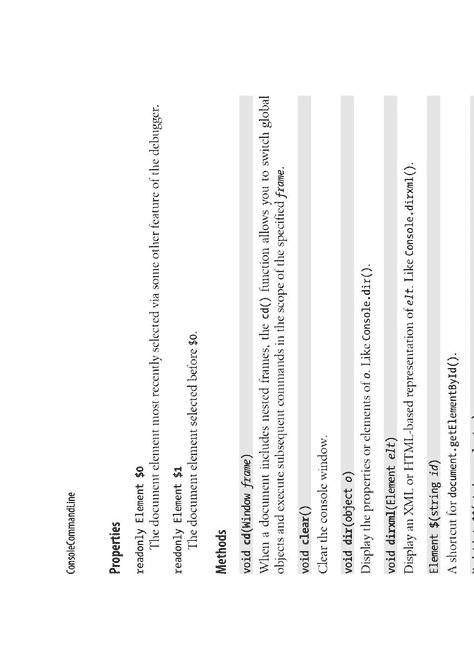 ConsoleCommandLine
Properties
readonly Element $0
The document element most recently selected via some other feature of the debugger.
readonly Element $1
The document element selected before $0.
Methods
void cd(Window frame)
When a document includes nested frames, the cd() function allows you to switch global
objects and execute subsequent commands in the scope of the specified frame.
void clear()
Clear the console window.
void dir(object o)
Display the properties or elements of o. Like Console.dir().
void dirxml(Element elt)
Display an XML or HTML-based representation of elt. Like Console.dirxml().
Element $(string id)
A shortcut for document.getElementById().